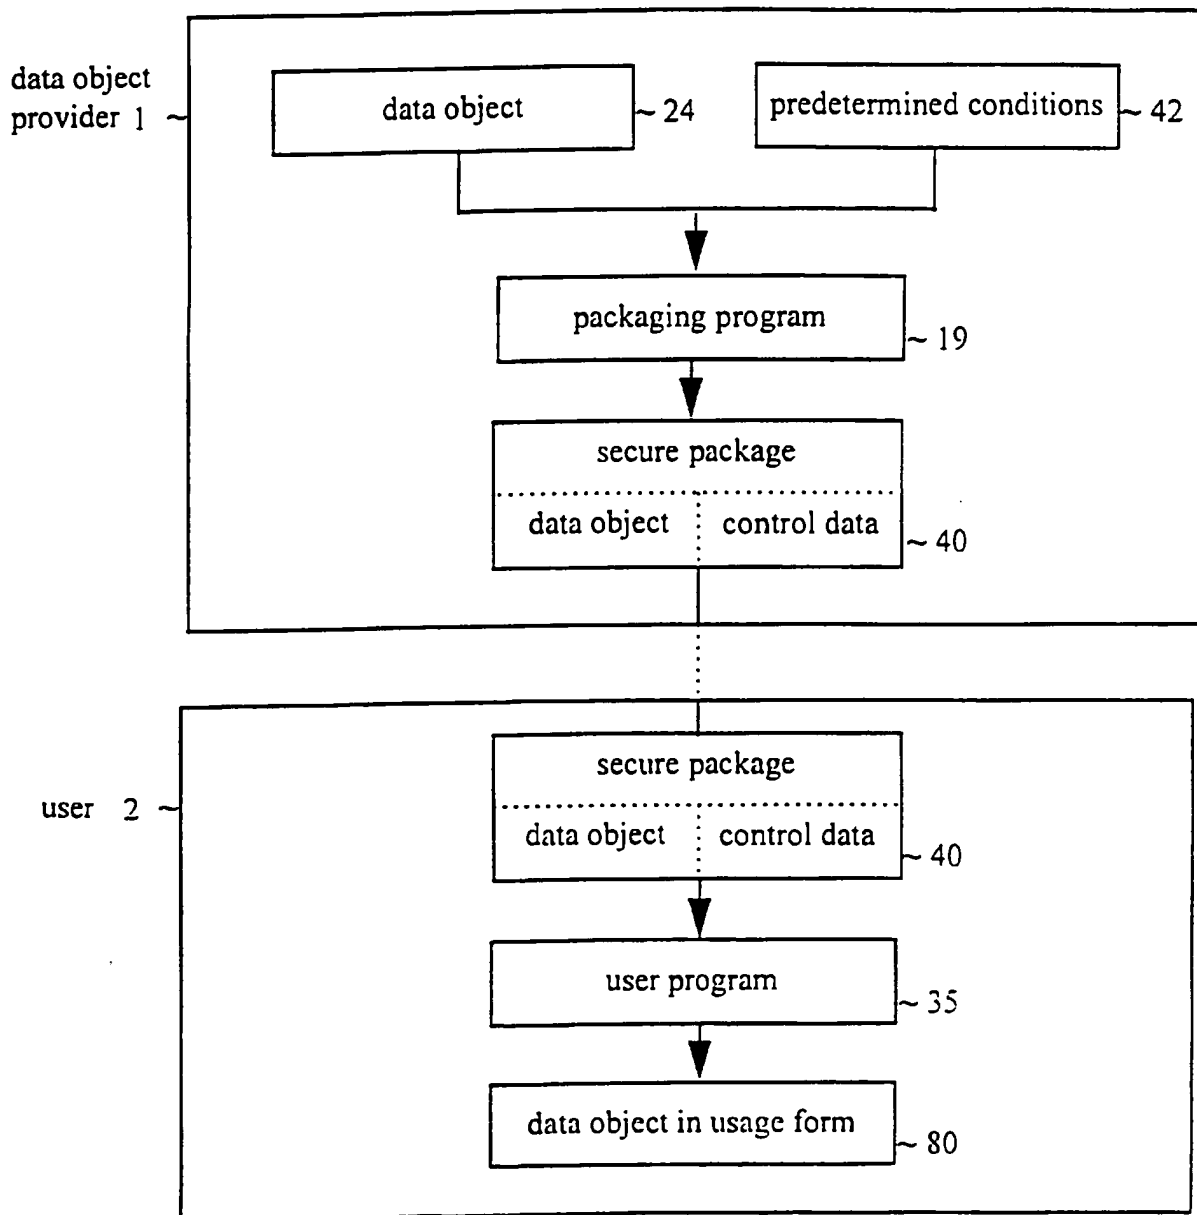 data object
provider 1 ~
data object
~ 24
predetermined conditions
~ 42
packaging program
~ 19
secure package
data object
control data
~ 40
user 2 ~
secure package
data object
control data
~ 40
user program
~ 35
data object in usage form
~ 80